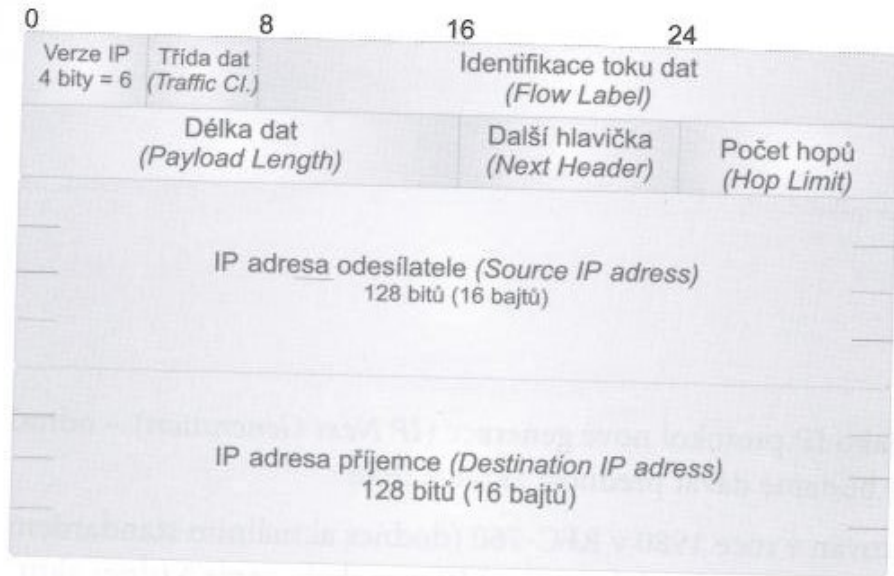 0 8 16 24
Verze IP Třída dat Identifikace toku dat
4 bity = 6 (Traffic Cl.) (Flow Label)
Délka dat Další hlavička Počet hopů
(Payload Length) (Next Header) (Hop Limit)
IP adresa odesílatele (Source IP adress)
128 bitů (16 bajtů)
IP adresa příjemce (Destination IP adress)
128 bitů (16 bajtů)